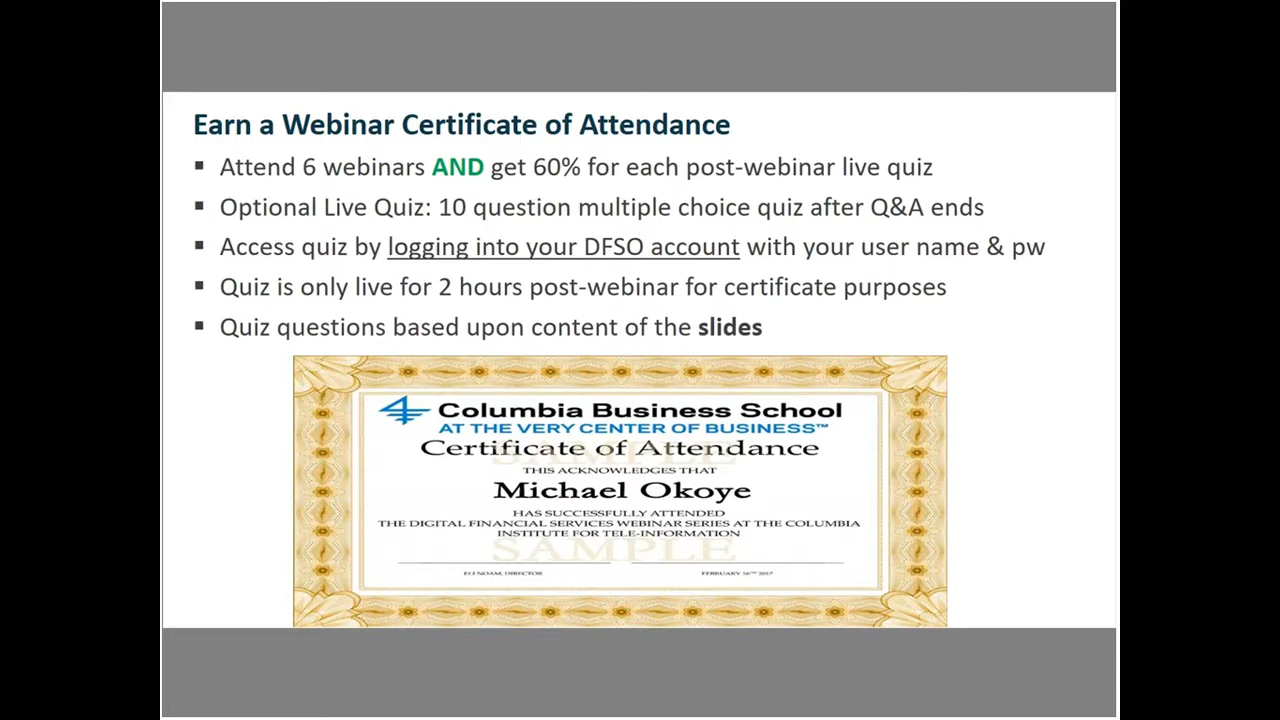 Earn a Webinar Certificate of Attendance
▪ Attend 6 webinars AND get 60% for each post-webinar live quiz
▪ Optional Live Quiz: 10 question multiple choice quiz after Q&A ends
▪ Access quiz by logging into your DFSO account with your user name & pw
▪ Quiz is only live for 2 hours post-webinar for certificate purposes
▪ Quiz questions based upon content of the slides
Columbia Business School
AT THE VERY CENTER OF BUSINESS™
Certificate of Attendance
SAMPLE
THIS ACKNOWLEDGES THAT
Michael Okoye
HAS SUCCESSFULLY ATTENDED
THE DIGITAL FINANCIAL SERVICES WEBINAR SERIES AT THE COLUMBIA
INSTITUTE FOR TELE-INFORMATION
SAMPLE
ELI NOAM, DIRECTOR
FEBRUARY 16TH 2017